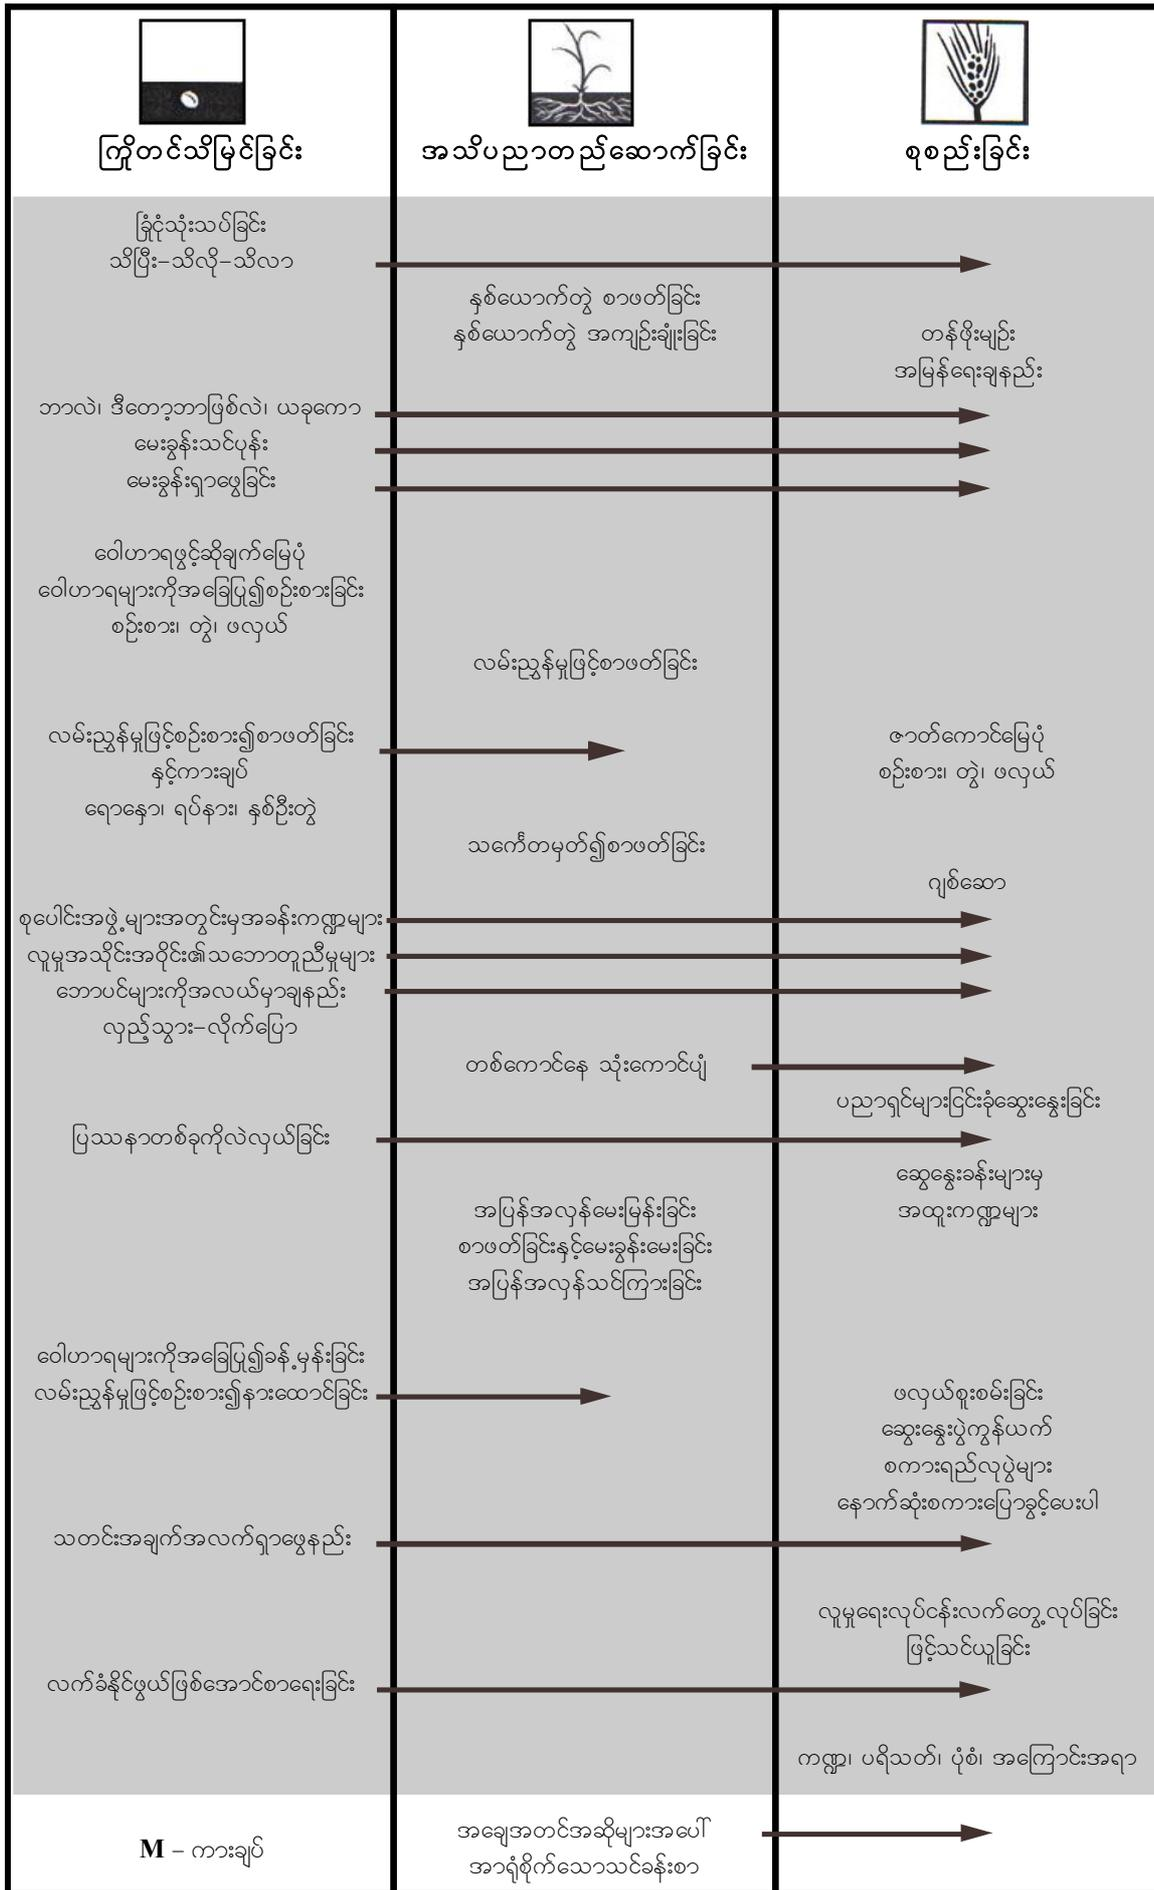 ကြိုတင်သိမြင်ခြင်း
အသိပညာတည်ဆောက်ခြင်း
စုစည်းခြင်း
ခြုံငုံသုံးသပ်ခြင်း
သိပြီး–သိလို–သိလာ
နှစ်ယောက်တွဲ စာဖတ်ခြင်း
နှစ်ယောက်တွဲ အကျဉ်းချုံးခြင်း
တန်ဖိုးမျဉ်း
အမြန်ရေးချနည်း
ဘာလဲ၊ ဒီတော့ဘာဖြစ်လဲ၊ ယခုကော
မေးခွန်းသင်ပုန်း
မေးခွန်းရှာဖွေခြင်း
ဝေါဟာရဖွင့်ဆိုချက်မြေပုံ
ဝေါဟာရများကိုအခြေပြု၍စဉ်းစားခြင်း
စဉ်းစား၊ တွဲ၊ ဖလှယ်
လမ်းညွှန်မှုဖြင့်စာဖတ်ခြင်း
လမ်းညွှန်မှုဖြင့်စဉ်းစား၍စာဖတ်ခြင်း
နှင့်ကားချပ်
ရောနှော၊ ရပ်နား၊ နှစ်ဦးတွဲ
ဇာတ်ကောင်မြေပုံ
စဉ်းစား၊ တွဲ၊ ဖလှယ်
သင်္ကေတမှတ်၍စာဖတ်ခြင်း
ဂျစ်ဆော
စုပေါင်းအဖွဲ့များအတွင်းမှအခန်းကဏ္ဍများ
လူမှုအသိုင်းအဝိုင်း၏သဘောတူညီမှုများ
ဘောပင်များကိုအလယ်မှာချနည်း
လှည့်သွား–လိုက်ပြော
တစ်ကောင်နေ သုံးကောင်ပျံ
ပညာရှင်များငြင်းခုံဆွေးနွေးခြင်း
ပြဿနာတစ်ခုကိုလဲလှယ်ခြင်း
ဆွေနွေးခန်းများမှ
အထူးကဏ္ဍများ
အပြန်အလှန်မေးမြန်းခြင်း
စာဖတ်ခြင်းနှင့်မေးခွန်းမေးခြင်း
အပြန်အလှန်သင်ကြားခြင်း
ဝေါဟာရများကိုအခြေပြု၍ခန့်မှန်းခြင်း
လမ်းညွှန်မှုဖြင့်စဉ်းစား၍နားထောင်ခြင်း
ဖလှယ်စူးစမ်းခြင်း
ဆွေးနွေးပွဲကွန်ယက်
စကားရည်လုပွဲများ
နောက်ဆုံးစကားပြောခွင့်ပေးပါ
သတင်းအချက်အလက်ရှာဖွေနည်း
လူမှုရေးလုပ်ငန်းလက်တွေ့လုပ်ခြင်း
ဖြင့်သင်ယူခြင်း
လက်ခံနိုင်ဖွယ်ဖြစ်အောင်စာရေးခြင်း
ကဏ္ဍ၊ ပရိသတ်၊ ပုံစံ၊ အကြောင်းအရာ
M – ကားချပ်
အချေအတင်အဆိုများအပေါ်
အာရုံစိုက်သောသင်ခန်းစာ